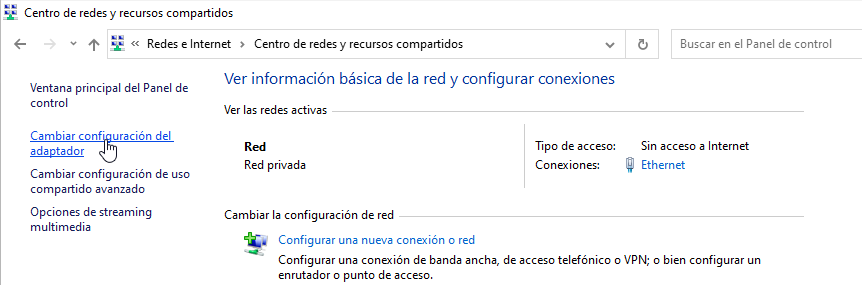 Centro de redes y recursos compartidos
Redes e Internet > Centro de redes y recursos compartidos
Buscar en el Panel de control
Ventana principal del Panel de
control
Cambiar configuración del
adaptador
Cambiar configuración de uso
compartido avanzado
Opciones de streaming
multimedia
Ver información básica de la red y configurar conexiones
Ver las redes activas
Red
Red privada
Tipo de acceso: Sin acceso a Internet
Conexiones: Ethernet
Cambiar la configuración de red
Configurar una nueva conexión o red
Configurar una conexión de banda ancha, de acceso telefónico o VPN; o bien configurar un
enrutador o punto de acceso.